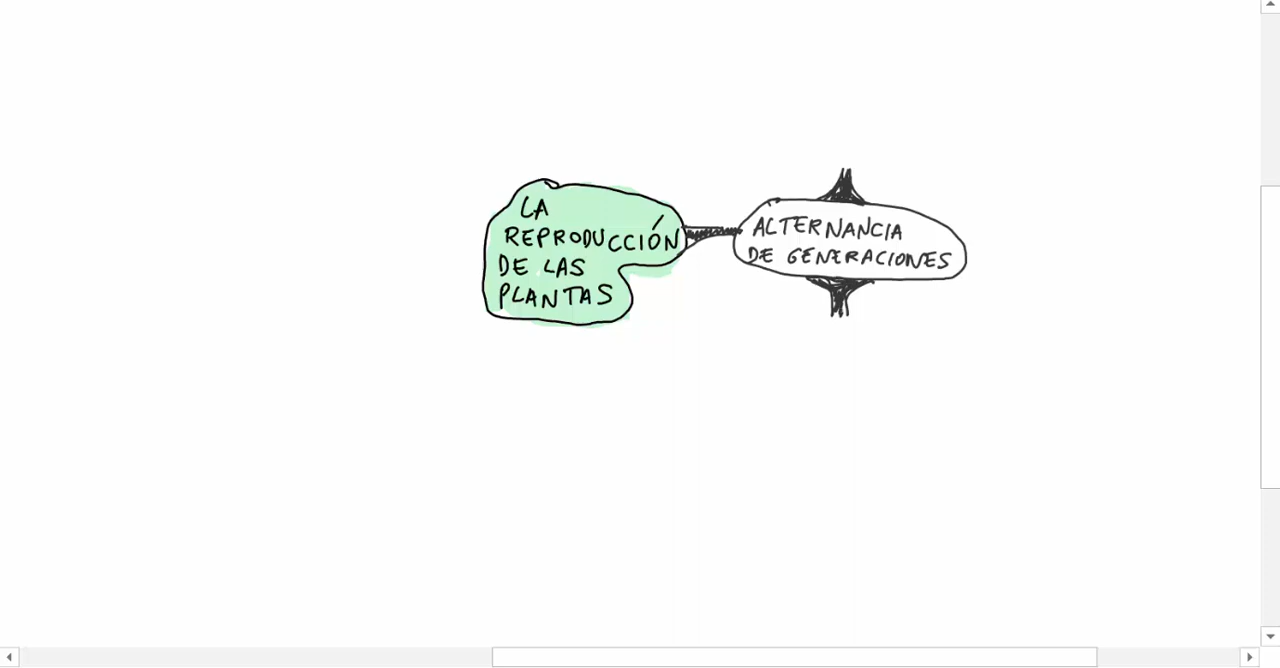 LA
REPRODUCCIÓN
DE LAS
PLANTAS
ALTERNANCIA
DE GENERACIONES